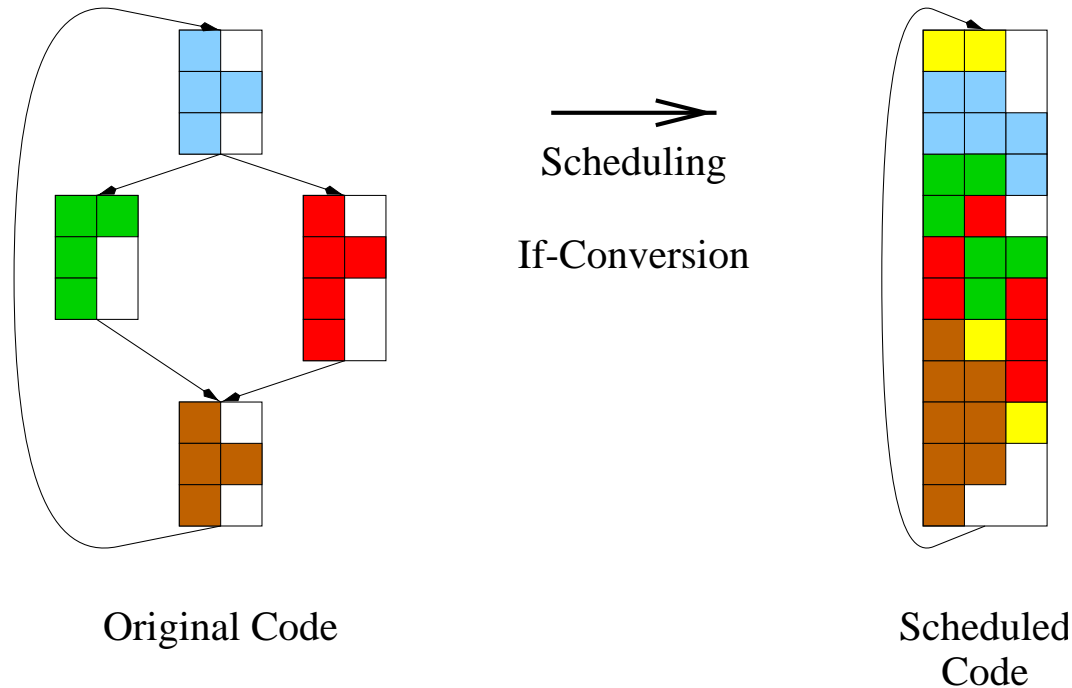 Scheduling
If-Conversion
Original Code
Scheduled
Code